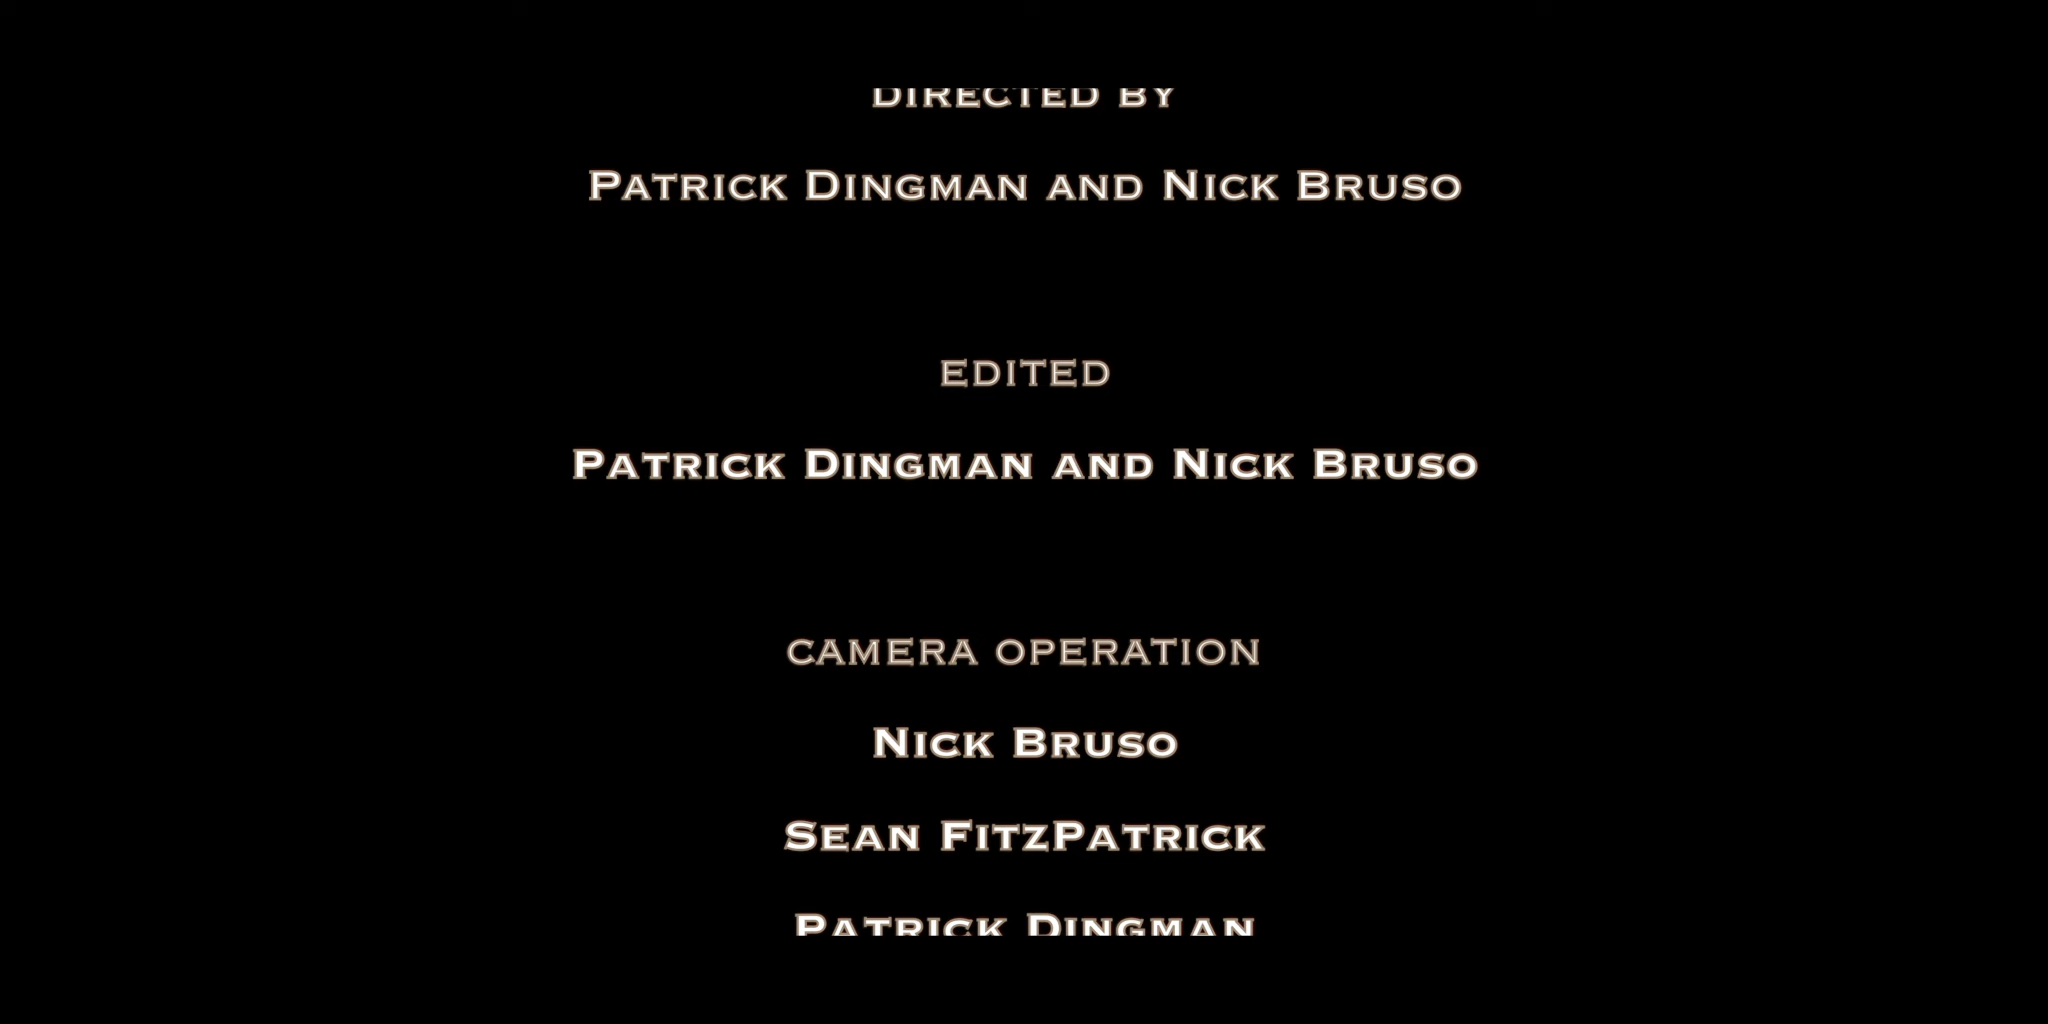 DIRECTED BY
PATRICK DINGMAN AND NICK BRUSO
EDITED
PATRICK DINGMAN AND NICK BRUSO
CAMERA OPERATION
NICK BRUSO
SEAN FITZPATRICK
PATRICK DINGMAN